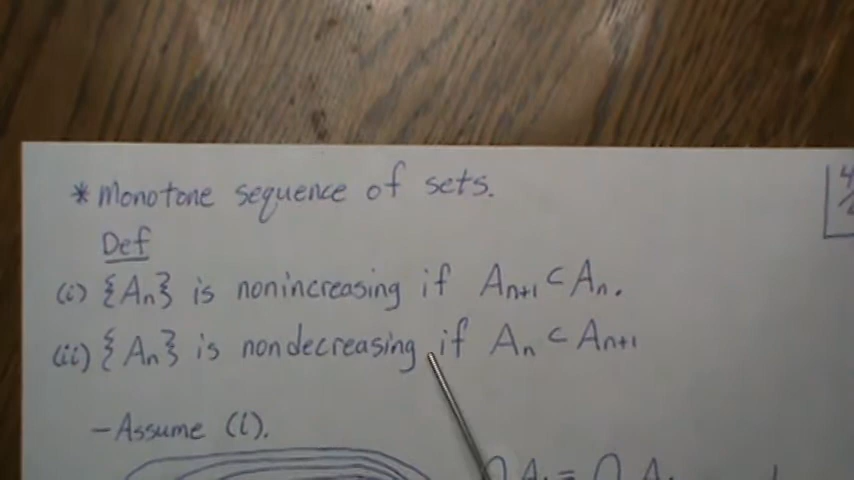 * Monotone sequence of sets.
Def
(i) {Aₙ} is nonincreasing if Aₙ₊₁ ⊂ Aₙ.
(ii) {Aₙ} is nondecreasing if Aₙ ⊂ Aₙ₊₁
- Assume (i).